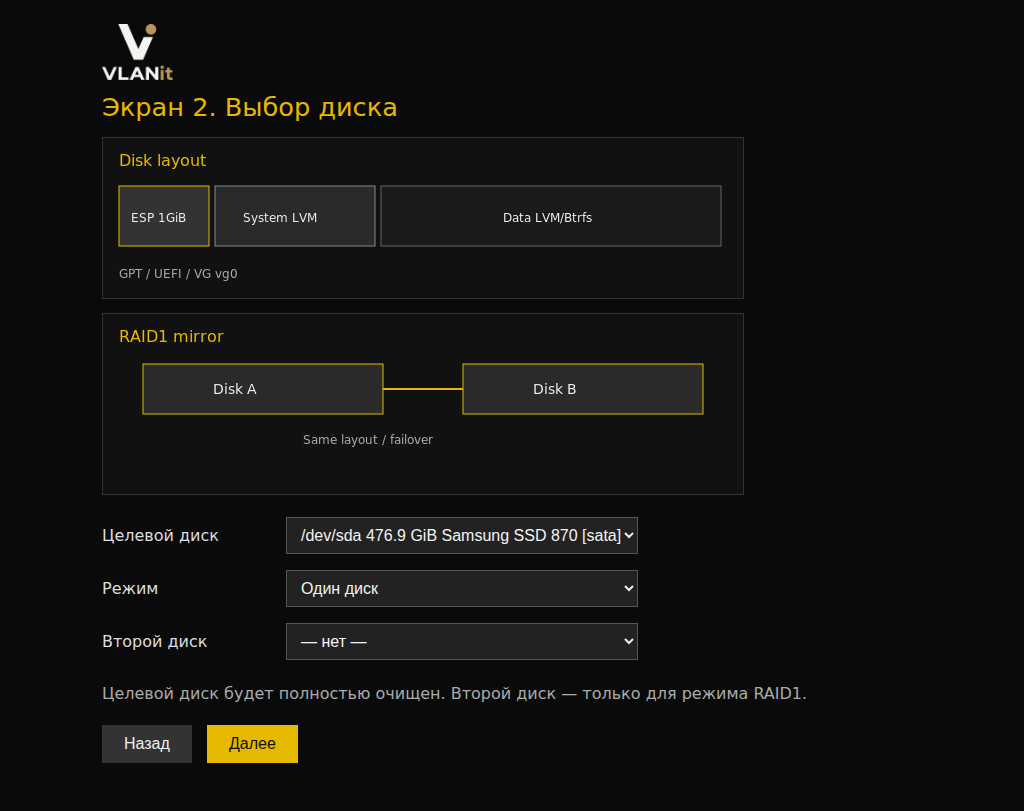 VLANit
Экран 2. Выбор диска
Disk layout
ESP 1GiB
System LVM
Data LVM/Btrfs
GPT / UEFI / VG vg0
RAID1 mirror
Disk A
Disk B
Same layout / failover
Целевой диск
/dev/sda 476.9 GiB Samsung SSD 870 [sata]
Режим
Один диск
Второй диск
— нет —
Целевой диск будет полностью очищен. Второй диск — только для режима RAID1.
Назад
Далее